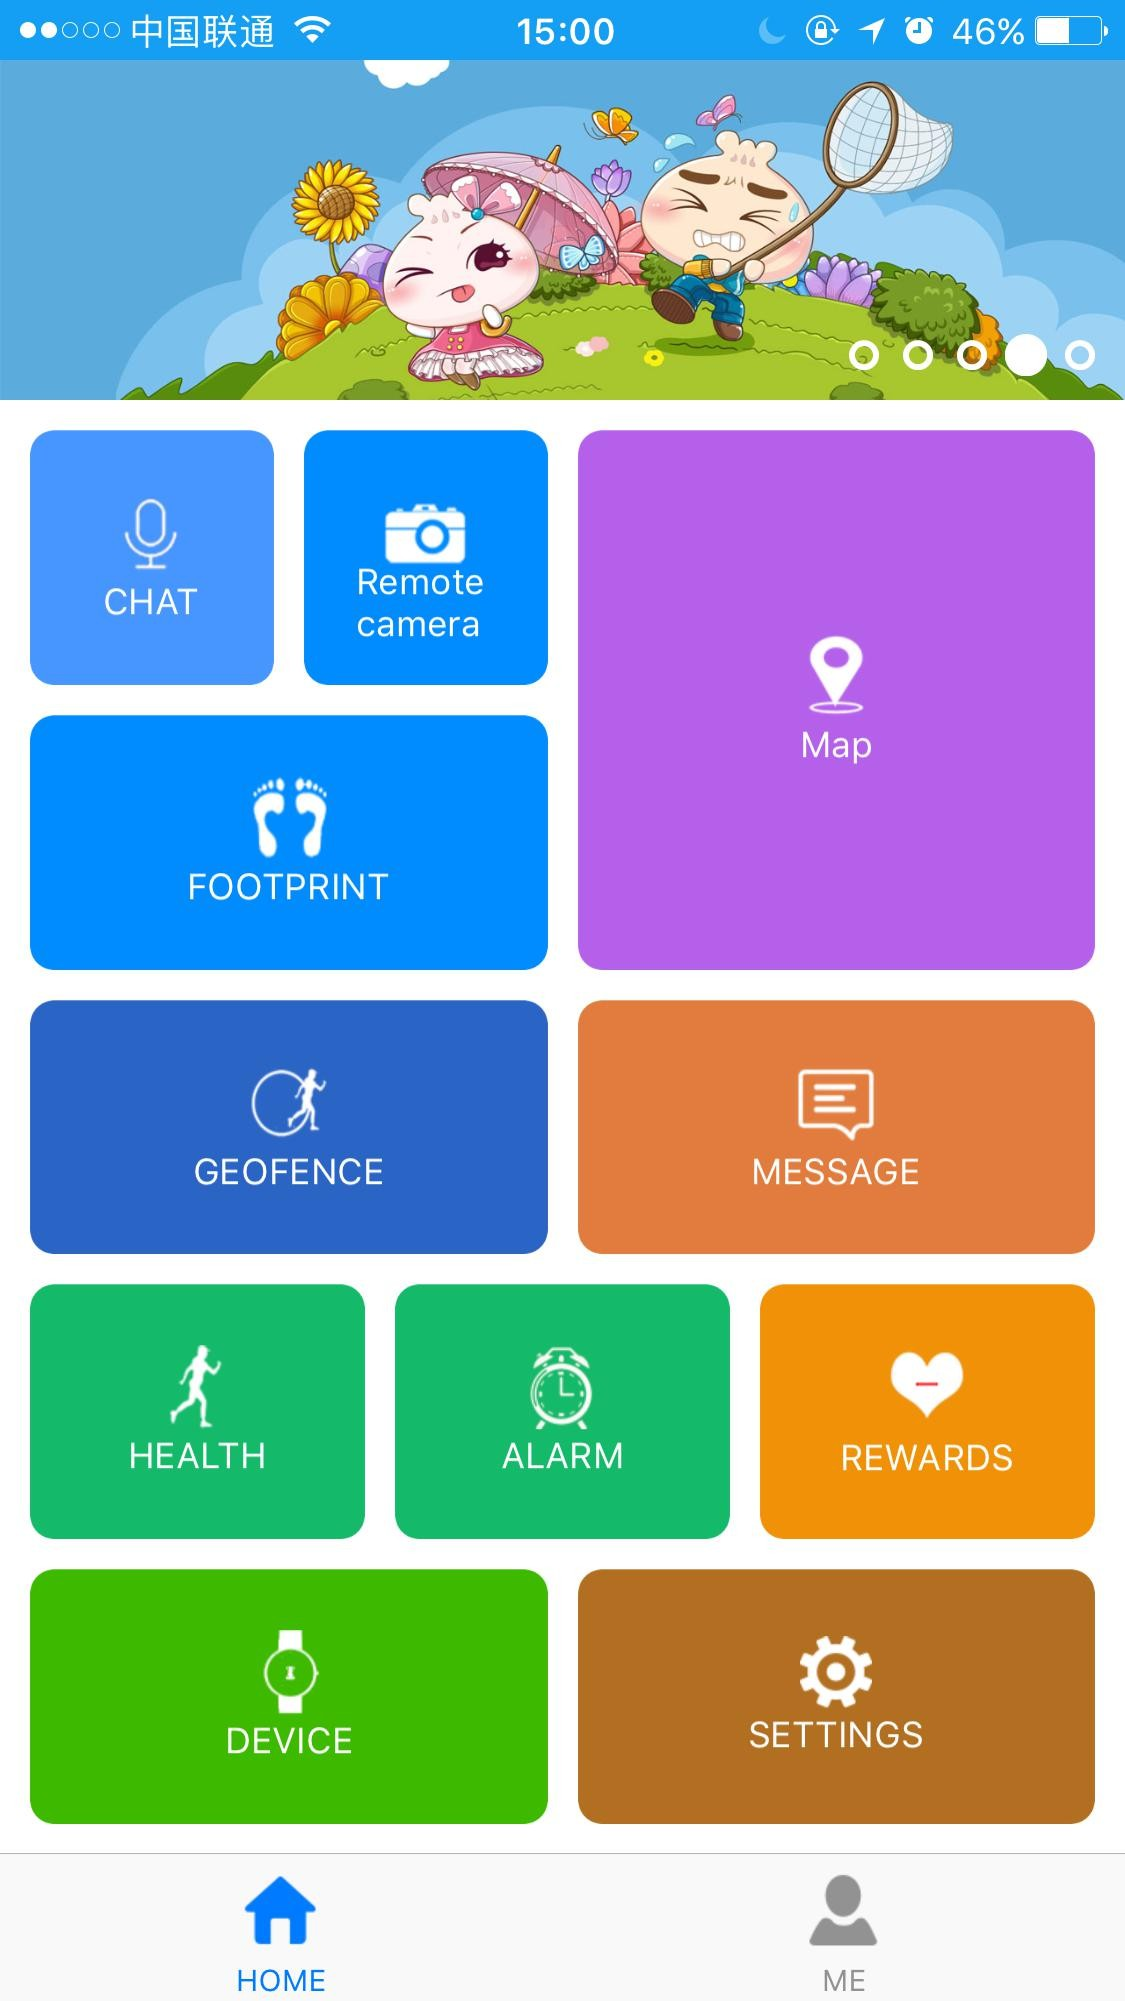 中国联通 15:00 46%
CHAT
Remote
camera
Map
FOOTPRINT
GEOFENCE
MESSAGE
HEALTH
ALARM
REWARDS
DEVICE
SETTINGS
HOME
ME